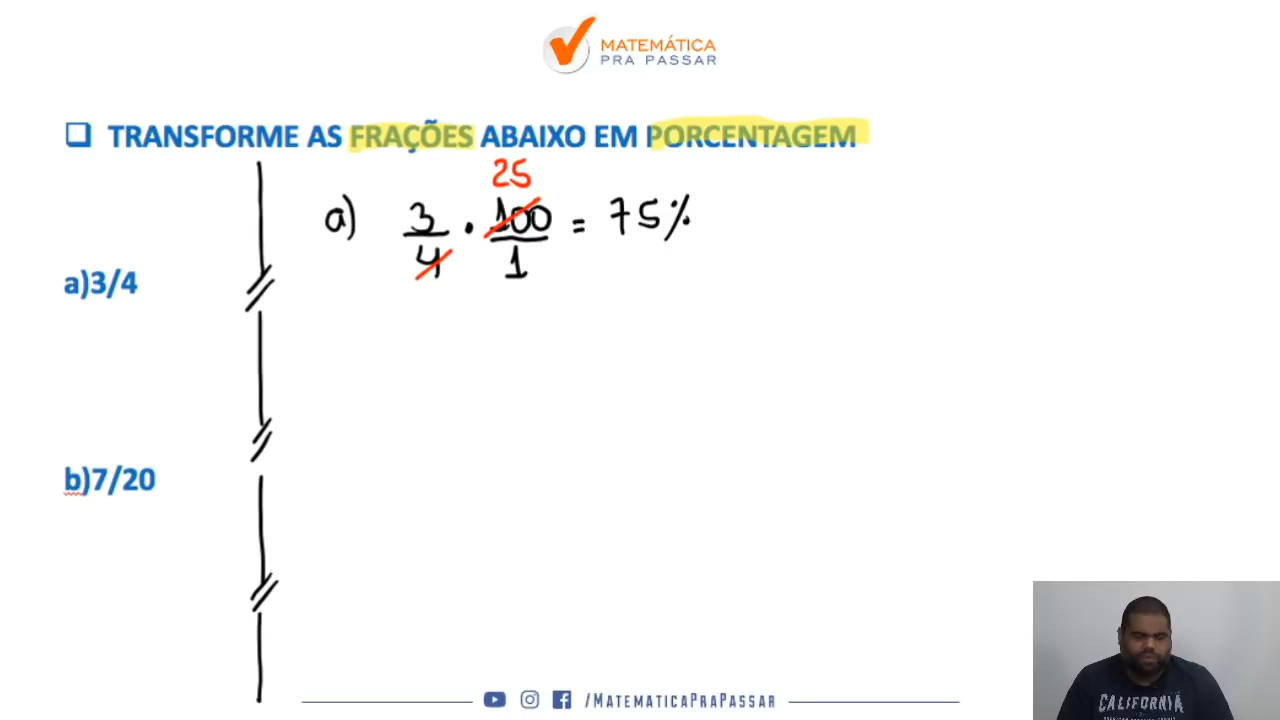 MATEMÁTICA
PRA PASSAR
❑ TRANSFORME AS FRAÇÕES ABAIXO EM PORCENTAGEM
25
a) 3/4 · 100/1 = 75%
a)3/4
b)7/20
/MATEMATICAPRAPASSAR
CALIFORNIA